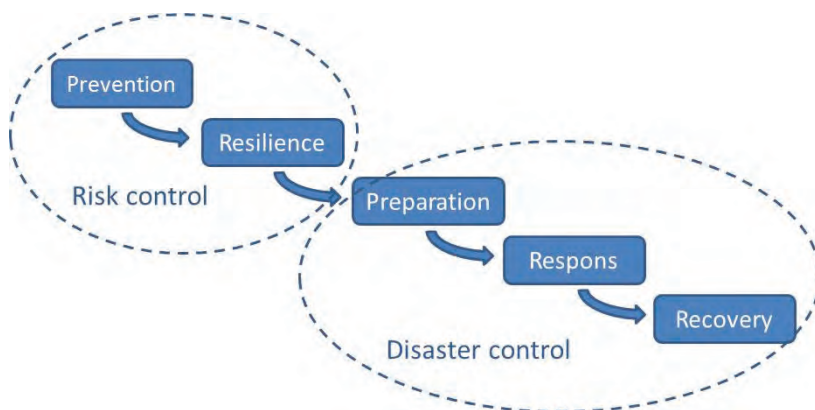 Prevention
Resilience
Risk control
Preparation
Respons
Recovery
Disaster control